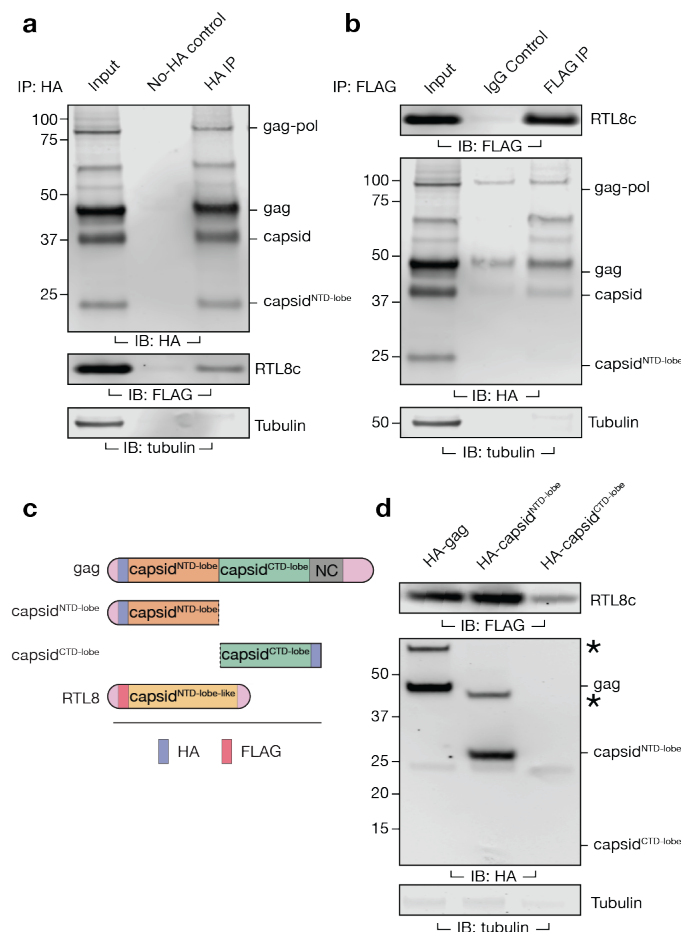 a
IP: HA
Input
No-HA control
HA IP
100
75
50
37
25
gag-pol
gag
capsid
capsidNTD-lobe
IB: HA
RTL8c
IB: FLAG
Tubulin
IB: tubulin
b
IP: FLAG
Input
IgG Control
FLAG IP
RTL8c
IB: FLAG
100
75
50
37
25
gag-pol
gag
capsid
capsidNTD-lobe
IB: HA
50
Tubulin
IB: tubulin
c
gag
capsidNTD-lobe
capsidCTD-lobe
NC
capsidNTD-lobe
capsidNTD-lobe
capsidCTD-lobe
capsidCTD-lobe
RTL8
capsidNTD-lobe-like
HA
FLAG
d
HA-gag
HA-capsidNTD-lobe
HA-capsidCTD-lobe
RTL8c
IB: FLAG
50
37
25
20
15
*
gag
*
capsidNTD-lobe
capsidCTD-lobe
IB: HA
Tubulin
IB: tubulin